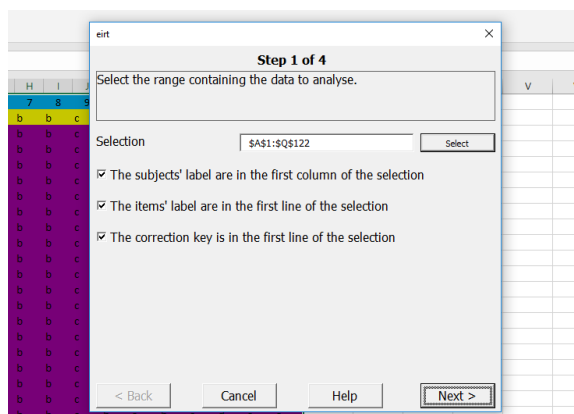 eirt
Step 1 of 4
Select the range containing the data to analyse.
H I J V
7 8 9
b b c
Selection $A$1:$Q$122 Select
b b c
b b c
b b c
☑ The subjects' label are in the first column of the selection
b b c
b b c
☑ The items' label are in the first line of the selection
b b c
b b c
☑ The correction key is in the first line of the selection
b b c
b b c
b b c
b b c
b b c
b b c
b b c
b b c
b b c
b b c
< Back Cancel Help Next >
b b c